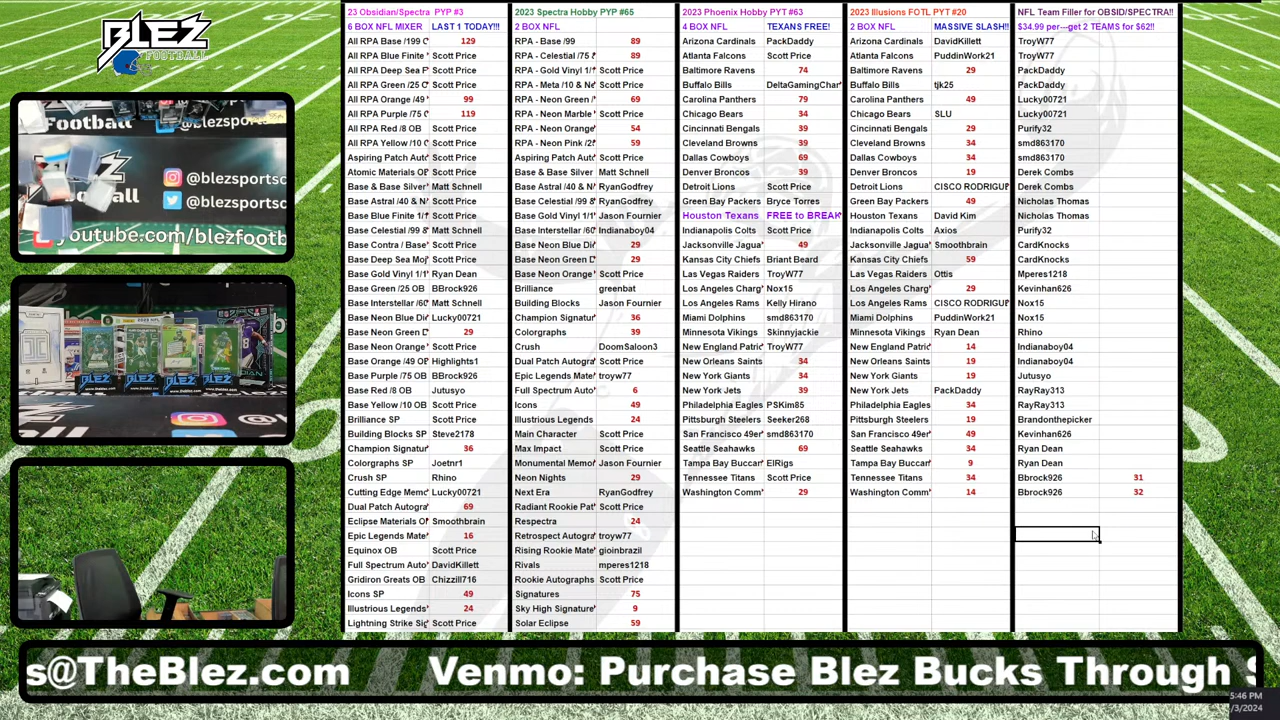 BLEZ
FOOTBALL
Football
@blezsportsc
@blezsportsc
youtube.com/blezfootb
BLEZ
BLEZ
BLEZ
BLEZ
23 Obsidian/Spectra PYP #3
6 BOX NFL MIXER LAST 1 TODAY!!!
All RPA Base /199 129
All RPA Blue Finite Scott Price
All RPA Deep Sea F Scott Price
All RPA Green /25 Scott Price
All RPA Orange /49 99
All RPA Purple /75 119
All RPA Red /8 OB Scott Price
All RPA Yellow /10 Scott Price
Aspiring Patch Aut Scott Price
Atomic Materials OB Scott Price
Base & Base Silver Matt Schnell
Base Astral /40 & N Scott Price
Base Blue Finite 1/ Scott Price
Base Celestial /99 Matt Schnell
Base Contra / Base Scott Price
Base Deep Sea Moj Scott Price
Base Gold Vinyl 1/1 Ryan Dean
Base Green /25 OB BBrock926
Base Interstellar /60 Matt Schnell
Base Neon Blue Di Lucky00721
Base Neon Green D 29
Base Neon Orange Scott Price
Base Orange /49 OB Highlights1
Base Purple /75 OB BBrock926
Base Red /8 OB Jutusyo
Base Yellow /10 OB Scott Price
Brilliance SP Scott Price
Building Blocks SP Steve2178
Champion Signatur 36
Colorgraphs SP Joetnr1
Crush SP Rhino
Cutting Edge Memo Lucky00721
Dual Patch Autogra 69
Eclipse Materials O Smoothbrain
Epic Legends Mate 16
Equinox OB Scott Price
Full Spectrum Auto DavidKillett
Gridiron Greats OB Chizzill716
Icons SP 49
Illustrious Legends 24
Lightning Strike Sig Scott Price
2023 Spectra Hobby PYP #65
2 BOX NFL
RPA - Base /99 89
RPA - Celestial /75 89
RPA - Gold Vinyl 1/ Scott Price
RPA - Meta /10 & Ne Scott Price
RPA - Neon Green / 69
RPA - Neon Marble Scott Price
RPA - Neon Orange 54
RPA - Neon Pink /2 59
Aspiring Patch Aut Scott Price
Base & Base Silver Matt Schnell
Base Astral /40 & N RyanGodfrey
Base Celestial /99 RyanGodfrey
Base Gold Vinyl 1/1 Jason Fournier
Base Interstellar /60 Indianaboy04
Base Neon Blue Di 29
Base Neon Green D 29
Base Neon Orange Scott Price
Brilliance greenbat
Building Blocks Jason Fournier
Champion Signatur 36
Colorgraphs 39
Crush DoomSaloon3
Dual Patch Autogra Scott Price
Epic Legends Mate troyw77
Full Spectrum Auto 6
Icons 49
Illustrious Legends 24
Main Character Scott Price
Max Impact Scott Price
Monumental Memo Jason Fournier
Neon Nights 29
Next Era RyanGodfrey
Radiant Rookie Pat Scott Price
Respectra 24
Retrospect Autogra troyw77
Rising Rookie Mate gioinbrazil
Rivals mperes1218
Rookie Autographs Scott Price
Signatures 75
Sky High Signature 9
Solar Eclipse 59
2023 Phoenix Hobby PYT #63
4 BOX NFL TEXANS FREE!
Arizona Cardinals PackDaddy
Atlanta Falcons Scott Price
Baltimore Ravens 74
Buffalo Bills DeltaGamingChar
Carolina Panthers 79
Chicago Bears 34
Cincinnati Bengals 39
Cleveland Browns 39
Dallas Cowboys 69
Denver Broncos 39
Detroit Lions Scott Price
Green Bay Packers Bryce Torres
Houston Texans FREE to BREAK
Indianapolis Colts Scott Price
Jacksonville Jagua 49
Kansas City Chiefs Briant Beard
Las Vegas Raiders TroyW77
Los Angeles Charg Nox15
Los Angeles Rams Kelly Hirano
Miami Dolphins smd863170
Minnesota Vikings Skinnyjackie
New England Patric TroyW77
New Orleans Saints 34
New York Giants 34
New York Jets 39
Philadelphia Eagles PSKim85
Pittsburgh Steelers Seeker268
San Francisco 49er smd863170
Seattle Seahawks 69
Tampa Bay Buccan ElRigs
Tennessee Titans Scott Price
Washington Comm 29
2023 Illusions FOTL PYT #20
2 BOX NFL MASSIVE SLASH!!
Arizona Cardinals DavidKillett
Atlanta Falcons PuddinWork21
Baltimore Ravens 29
Buffalo Bills tjk25
Carolina Panthers 49
Chicago Bears SLU
Cincinnati Bengals 29
Cleveland Browns 34
Dallas Cowboys 34
Denver Broncos 19
Detroit Lions CISCO RODRIGU
Green Bay Packers 49
Houston Texans David Kim
Indianapolis Colts Axios
Jacksonville Jagua Smoothbrain
Kansas City Chiefs 59
Las Vegas Raiders Ottis
Los Angeles Charg 29
Los Angeles Rams CISCO RODRIGU
Miami Dolphins PuddinWork21
Minnesota Vikings Ryan Dean
New England Patric 14
New Orleans Saints 19
New York Giants 19
New York Jets PackDaddy
Philadelphia Eagles 34
Pittsburgh Steelers 19
San Francisco 49er 49
Seattle Seahawks 34
Tampa Bay Buccan 9
Tennessee Titans 34
Washington Comm 14
NFL Team Filler for OBSID/SPECTRA!!
$34.99 per---get 2 TEAMS for $62!!
TroyW77
TroyW77
PackDaddy
PackDaddy
Lucky00721
Lucky00721
Purify32
smd863170
smd863170
Derek Combs
Derek Combs
Nicholas Thomas
Nicholas Thomas
Purify32
CardKnocks
CardKnocks
Mperes1218
Kevinhan626
Nox15
Nox15
Rhino
Indianaboy04
Indianaboy04
Jutusyo
RayRay313
RayRay313
Brandonthepicker
Kevinhan626
Ryan Dean
Ryan Dean
Bbrock926 31
Bbrock926 32
s@TheBlez.com Venmo: Purchase Blez Bucks Through S
5:46 PM
/3/2024